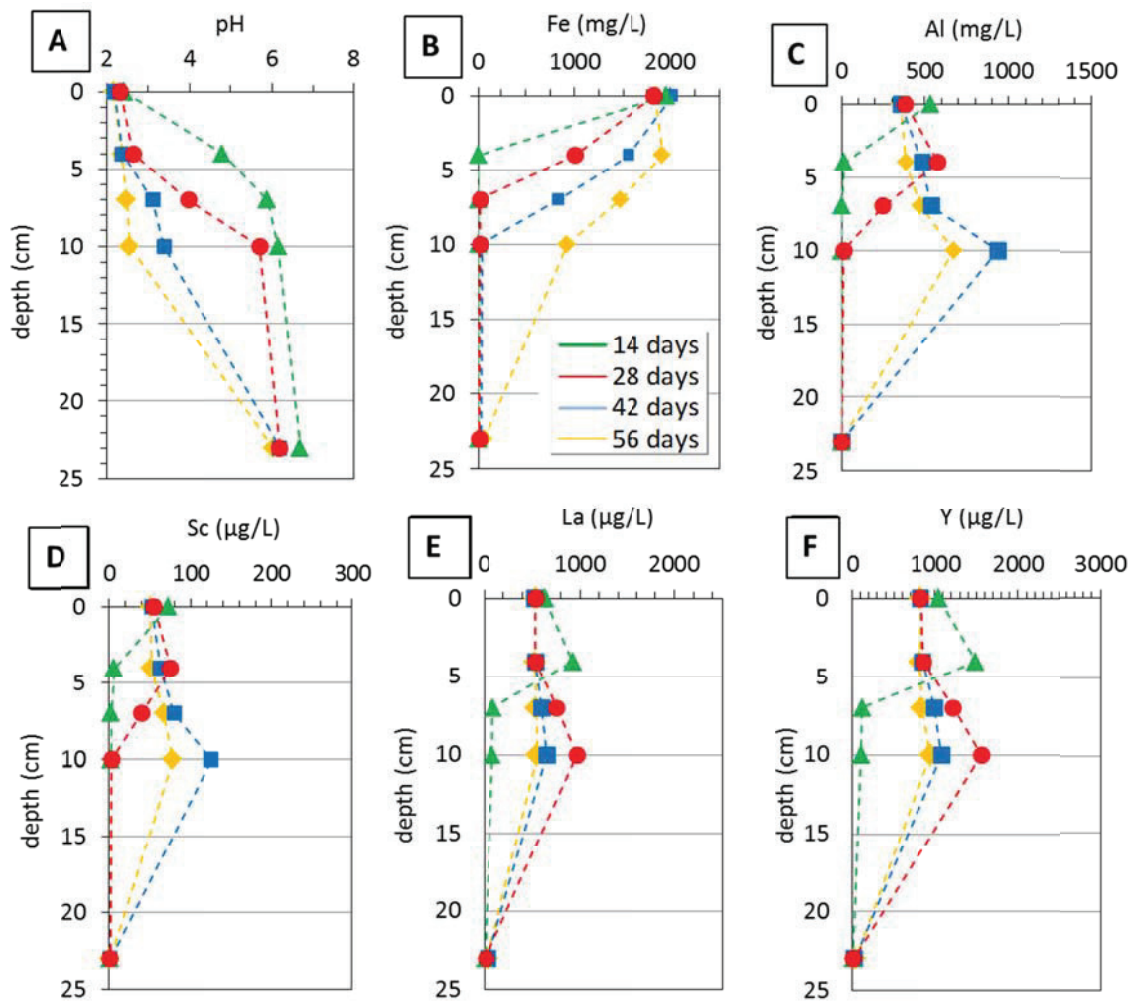 A
pH
2 4 6 8
0
5
10
15
20
25
depth (cm)
B
Fe (mg/L)
0 1000 2000
0
5
10
15
20
25
depth (cm)
14 days
28 days
42 days
56 days
C
Al (mg/L)
0 500 1000 1500
0
5
10
15
20
25
depth (cm)
D
Sc (µg/L)
0 100 200 300
0
5
10
15
20
25
depth (cm)
E
La (µg/L)
0 1000 2000
0
5
10
15
20
25
depth (cm)
F
Y (µg/L)
0 1000 2000 3000
0
5
10
15
20
25
depth (cm)